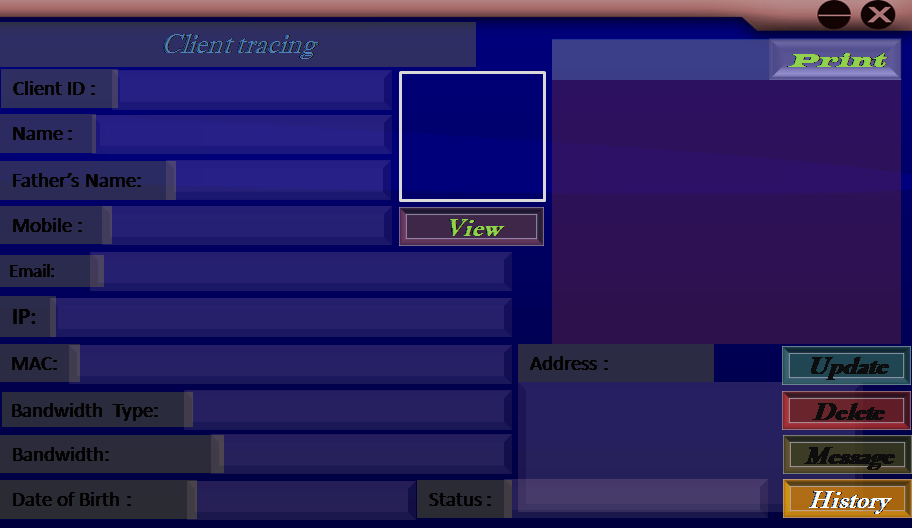 Client tracing
Print
Client ID :
Name :
Father's Name:
Mobile :
View
Email:
IP:
MAC:
Address :
Update
Bandwidth Type:
Delete
Bandwidth:
Message
Date of Birth :
Status :
History